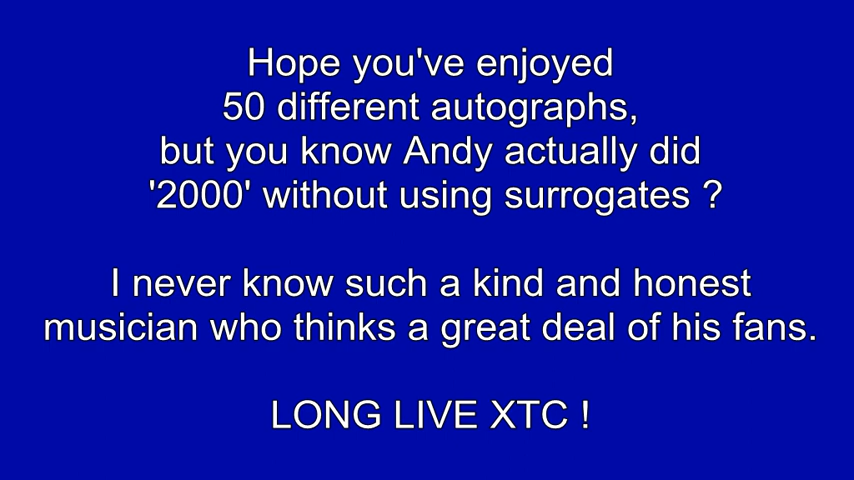 Hope you've enjoyed
50 different autographs,
but you know Andy actually did
'2000' without using surrogates ?
I never know such a kind and honest
musician who thinks a great deal of his fans.
LONG LIVE XTC !